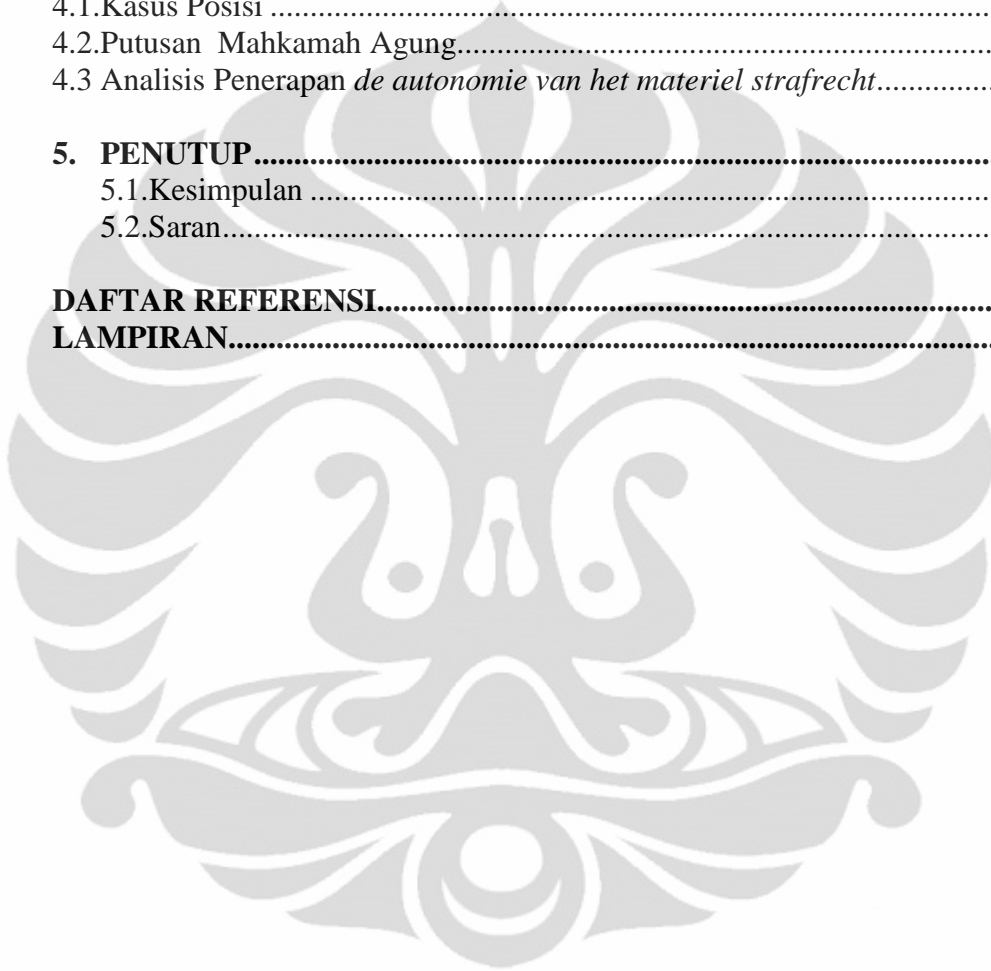 4.1.Kasus Posisi ..........................................................................................
4.2.Putusan  Mahkamah Agung....................................................................
4.3 Analisis Penerapan de autonomie van het materiel strafrecht...............
5.   PENUTUP..........................................................................................
5.1.Kesimpulan .....................................................................................
5.2.Saran................................................................................................
DAFTAR REFERENSI...........................................................................
LAMPIRAN.............................................................................................